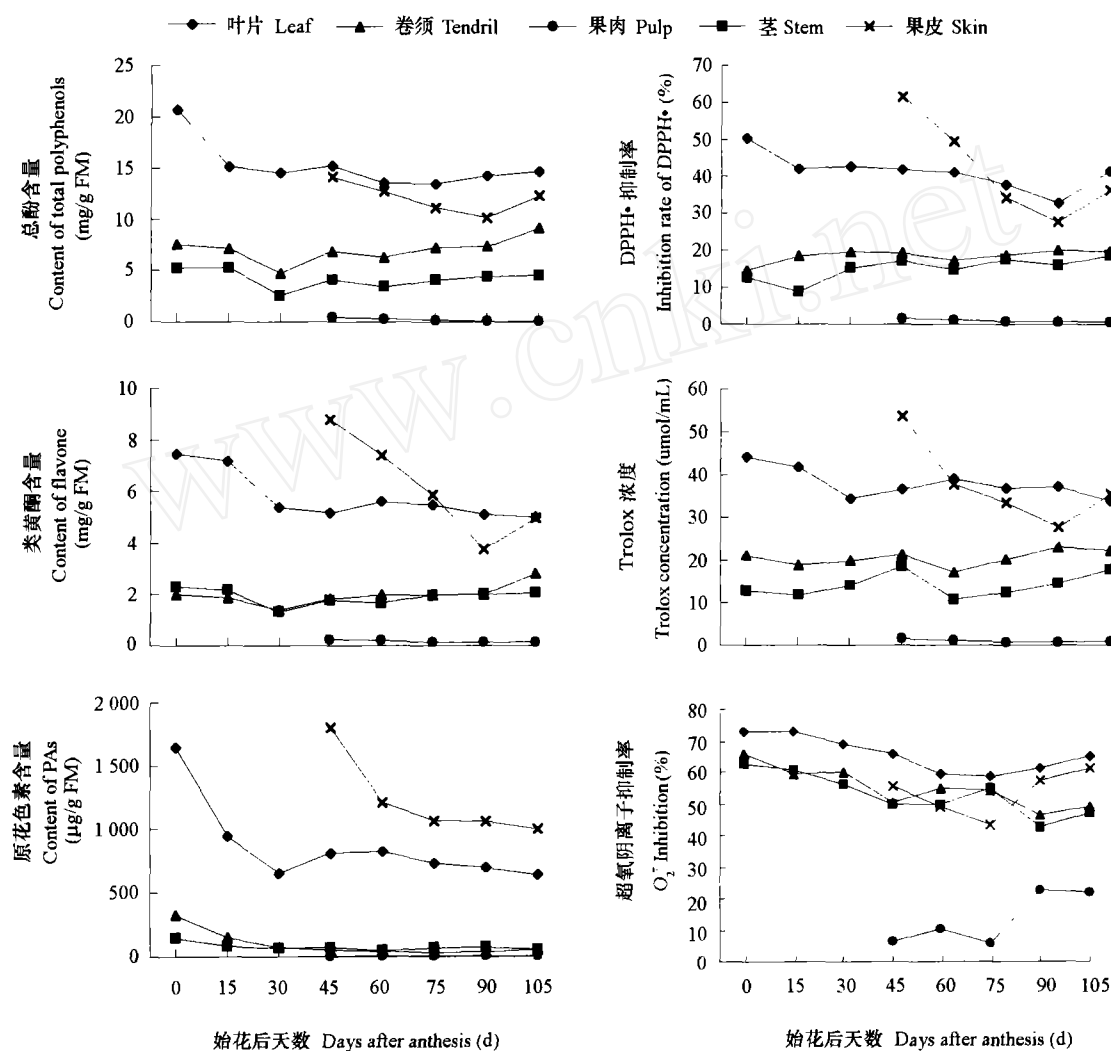 叶片 Leaf 卷须 Tendril 果肉 Pulp 茎 Stem 果皮 Skin
总酚含量
Content of total polyphenols
(mg/g FM)
25
20
15
10
5
0
DPPH• 抑制率
Inhibition rate of DPPH• (%)
70
60
50
40
30
20
10
0
类黄酮含量
Content of flavone
(mg/g FM)
10
8
6
4
2
0
Trolox 浓度
Trolox concentration (umol/mL)
60
50
40
30
20
10
0
原花色素含量
Content of PAs
(μg/g FM)
2 000
1 500
1 000
500
0
0 15 30 45 60 75 90 105
始花后天数 Days after anthesis (d)
超氧阴离子抑制率
O₂⁻ Inhibition (%)
80
70
60
50
40
30
20
10
0
0 15 30 45 60 75 90 105
始花后天数 Days after anthesis (d)
www.cnki.net